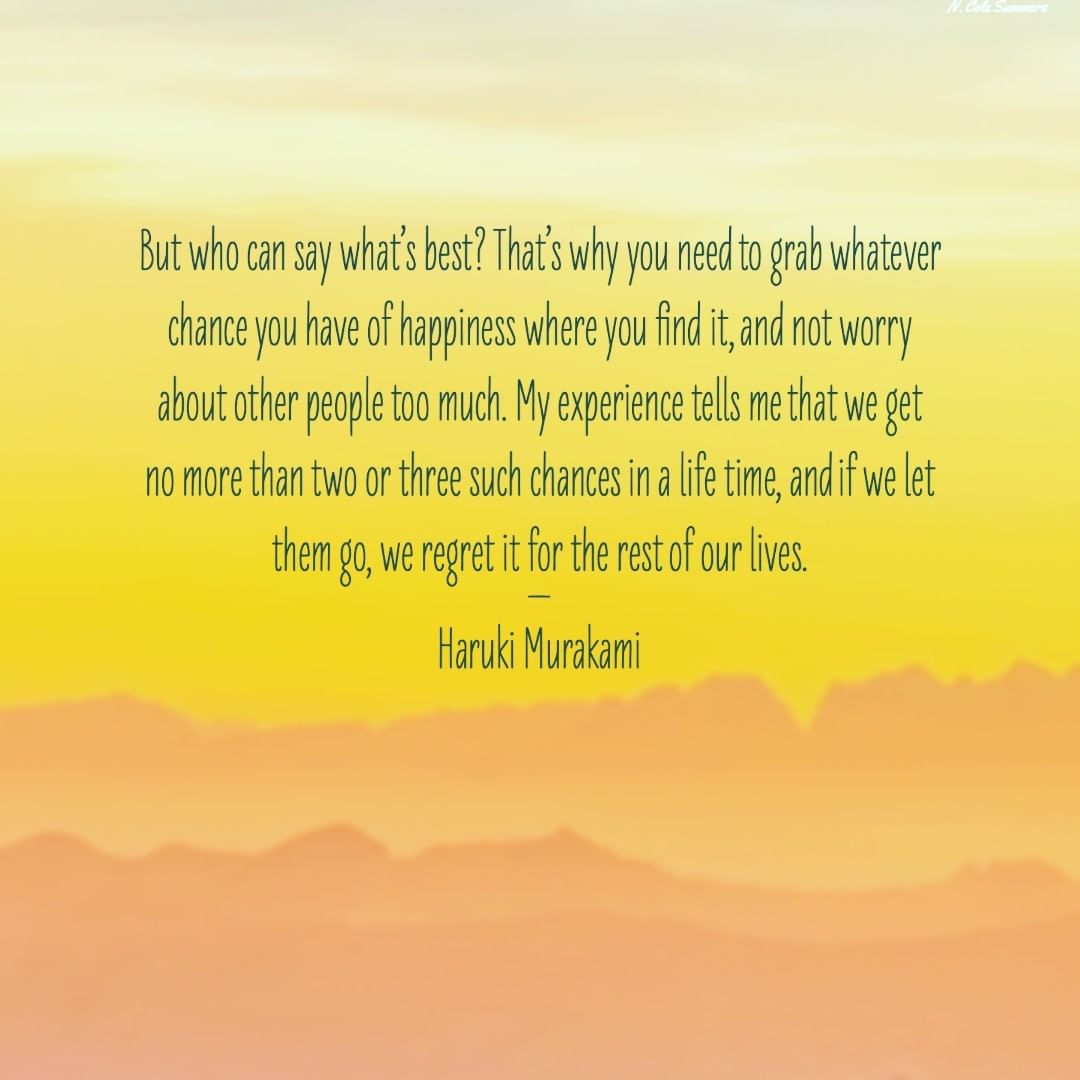 N. Cole Summers
But who can say what's best? That's why you need to grab whatever
chance you have of happiness where you find it, and not worry
about other people too much. My experience tells me that we get
no more than two or three such chances in a life time, and if we let
them go, we regret it for the rest of our lives.
—
Haruki Murakami